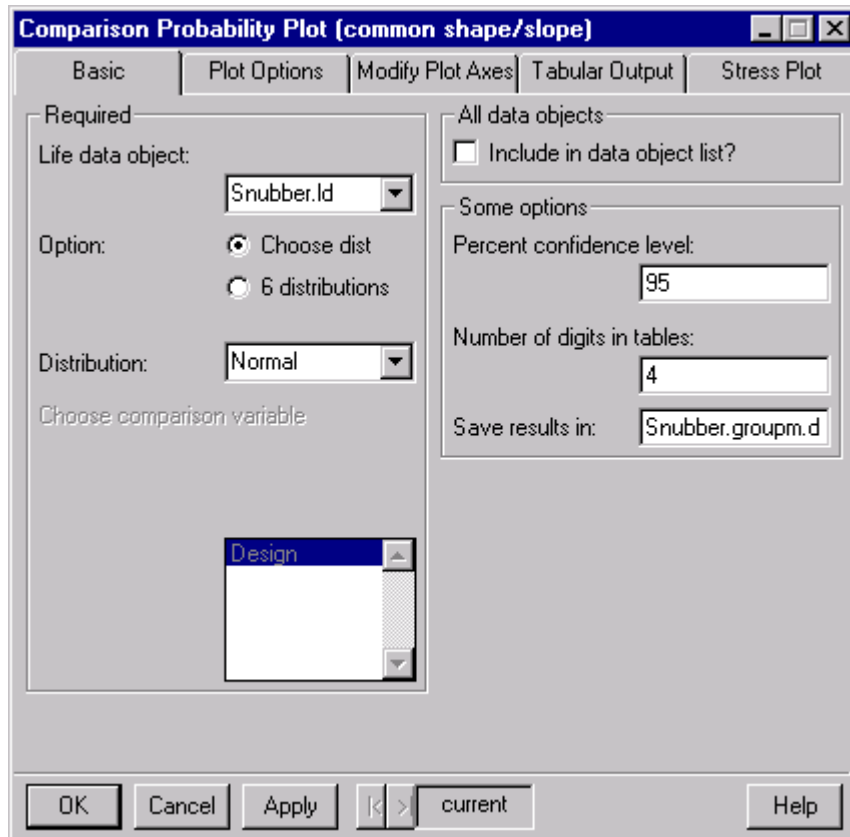 Comparison Probability Plot (common shape/slope)
Basic
Plot Options
Modify Plot Axes
Tabular Output
Stress Plot
Required
Life data object:
Snubber.ld
Option:
Choose dist
6 distributions
Distribution:
Normal
Choose comparison variable
Design
All data objects
Include in data object list?
Some options
Percent confidence level:
95
Number of digits in tables:
4
Save results in:
Snubber.groupm.d
OK
Cancel
Apply
|<
>|
current
Help